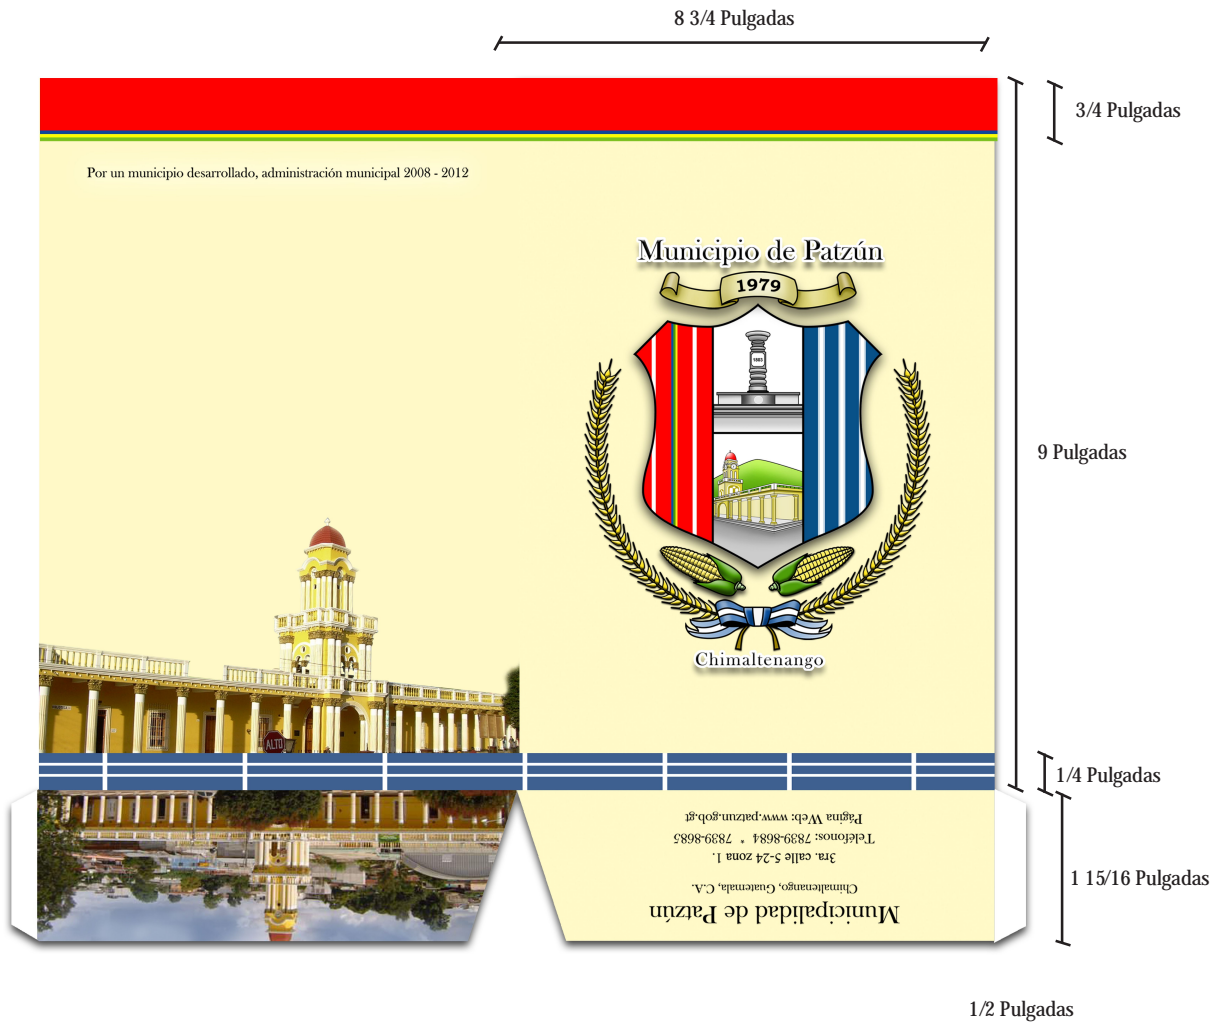 8 3/4 Pulgadas
3/4 Pulgadas
Por un municipio desarrollado, administración municipal 2008 - 2012
Municipio de Patzún
1979
1803
9 Pulgadas
Chimaltenango
ALTO
1/4 Pulgadas
Municipalidad de Patzún
Chimaltenango, Guatemala, C.A.
3ra. calle 5-24 zona 1.
Teléfonos: 7839-8684 * 7839-8685
Página Web: www.patzun.gob.gt
1 15/16 Pulgadas
1/2 Pulgadas